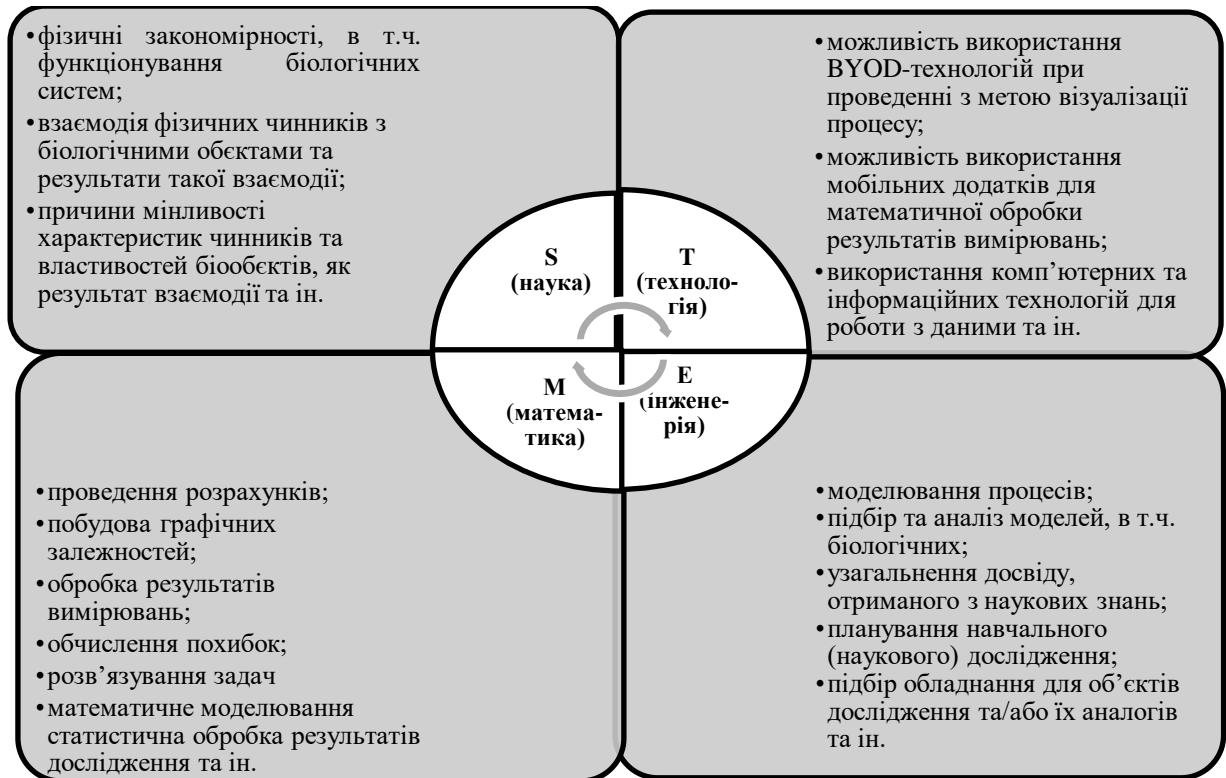 •фізичні закономірності, в т.ч.
функціонування біологічних
систем;
•взаємодія фізичних чинників з
біологічними обєктами та
результати такої взаємодії;
•причини мінливості
характеристик чинників та
властивостей біообєктів, як
результат взаємодії та ін.
•можливість використання
BYOD-технологій при
проведенні з метою візуалізації
процесу;
•можливість використання
мобільних додатків для
математичної обробки
результатів вимірювань;
•використання комп’ютерних та
інформаційних технологій для
роботи з даними та ін.
S
(наука)
T
(техноло-
гія)
M
(матема-
тика)
E
(інжене-
рія)
•проведення розрахунків;
•побудова графічних
залежностей;
•обробка результатів
вимірювань;
•обчислення похибок;
•розв’язування задач
•математичне моделювання
статистична обробка результатів
дослідження та ін.
•моделювання процесів;
•підбір та аналіз моделей, в т.ч.
біологічних;
•узагальнення досвіду,
отриманого з наукових знань;
•планування навчального
(наукового) дослідження;
•підбір обладнання для об’єктів
дослідження та/або їх аналогів
та ін.